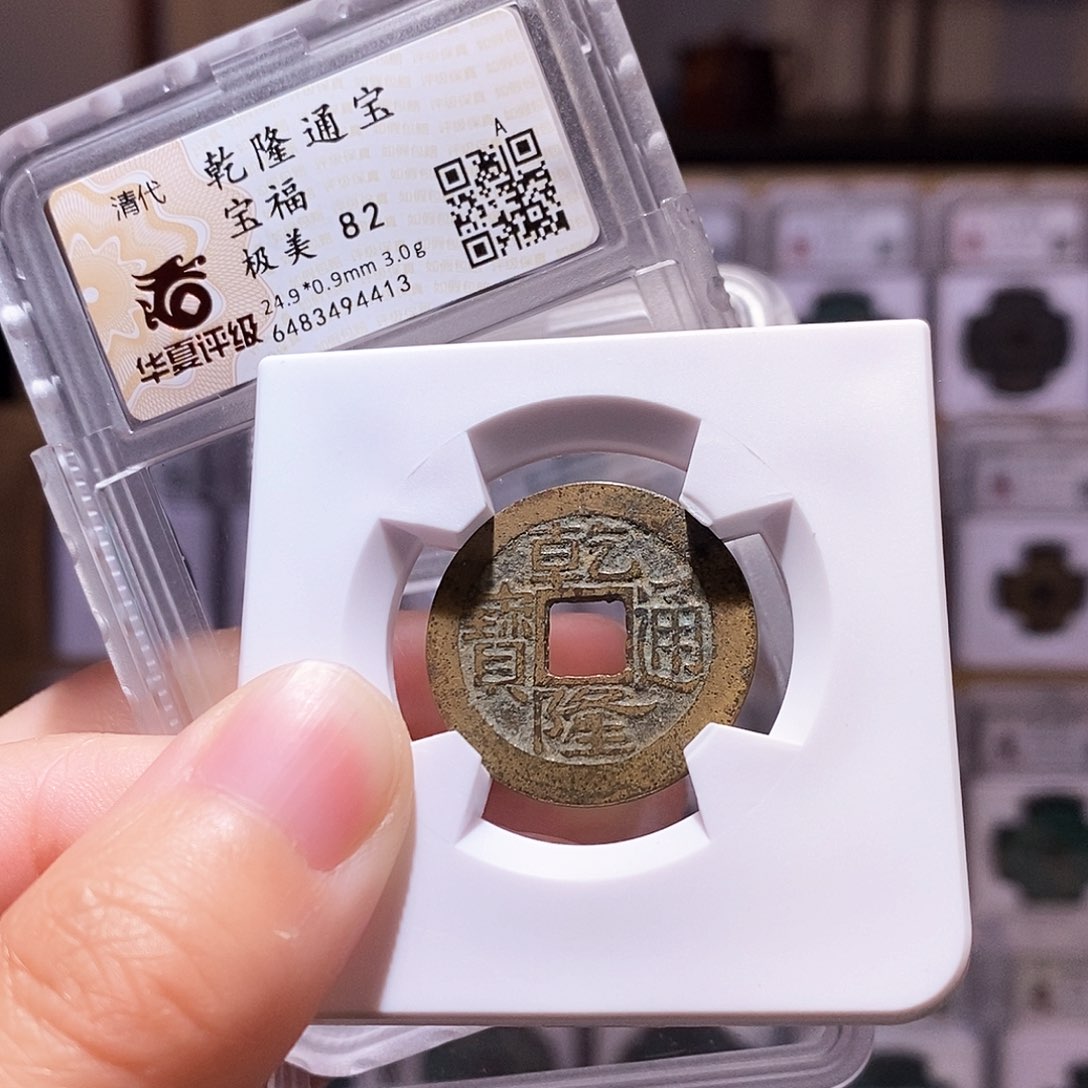 清代
乾隆通宝
宝福
极美 82
24.9*0.9mm 3.0g
6483494413
A
华夏评级
乾
隆
通
寶